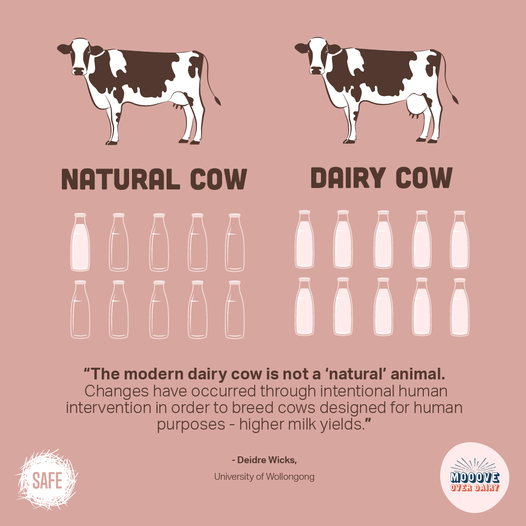 NATURAL COW
DAIRY COW
“The modern dairy cow is not a ‘natural’ animal.
Changes have occurred through intentional human
intervention in order to breed cows designed for human
purposes - higher milk yields.”
- Deidre Wicks,
University of Wollongong
SAFE
MOOOVE
OVER DAIRY